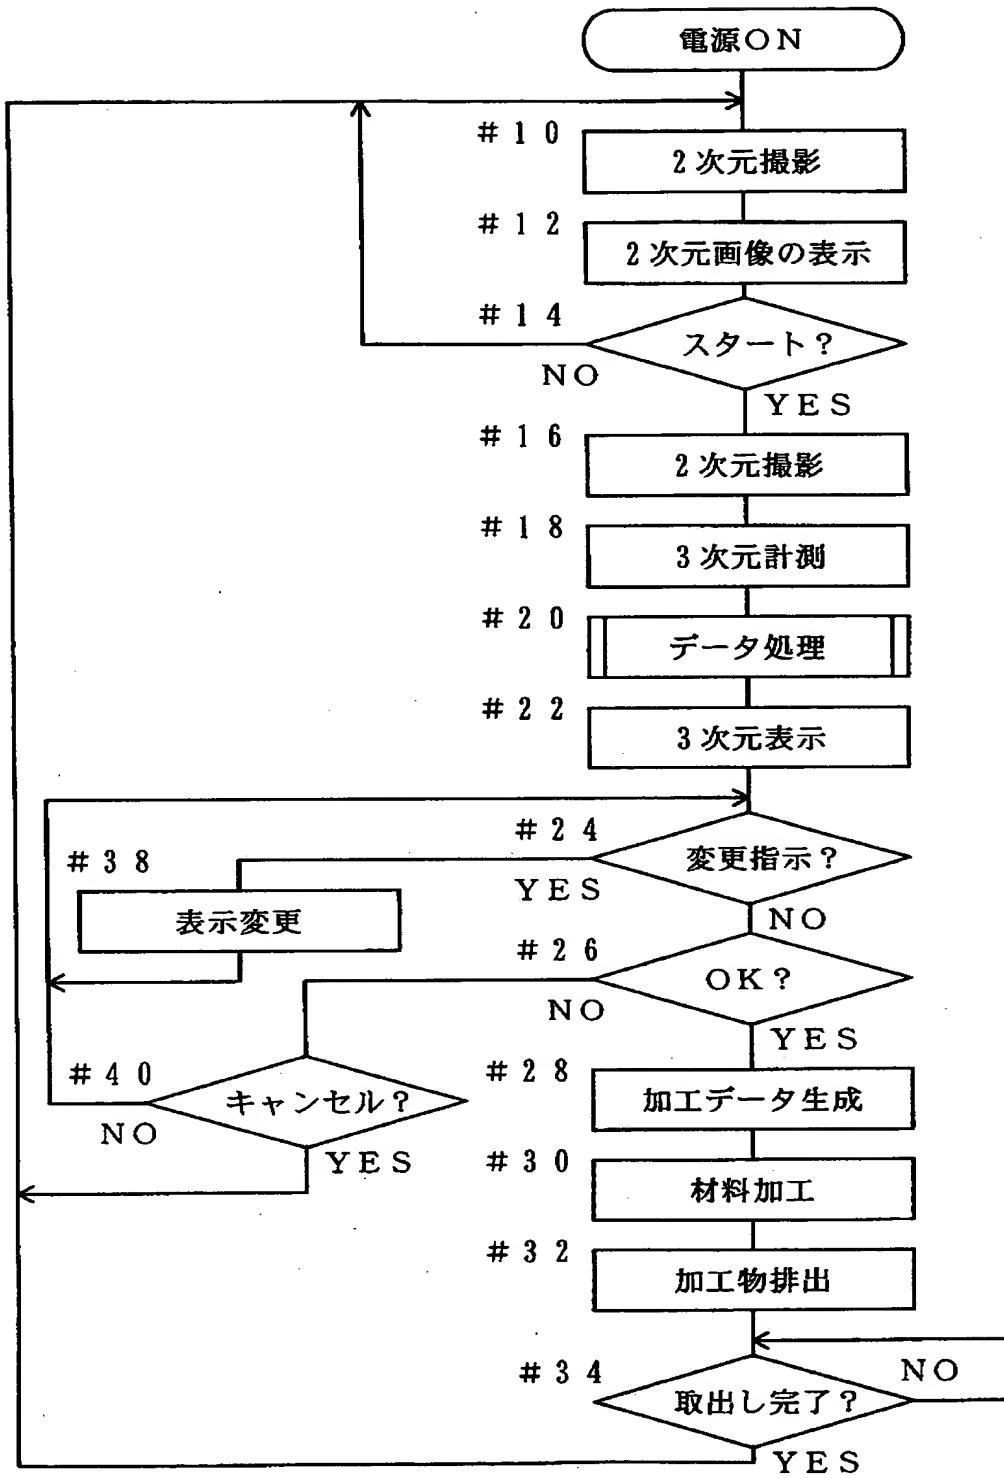 電源ON
#10
2次元撮影
#12
2次元画像の表示
#14
スタート?
NO
YES
#16
2次元撮影
#18
3次元計測
#20
データ処理
#22
3次元表示
#24
変更指示?
YES
NO
#38
表示変更
#26
OK?
NO
YES
#40
キャンセル?
NO
YES
#28
加工データ生成
#30
材料加工
#32
加工物排出
#34
取出し完了?
NO
YES